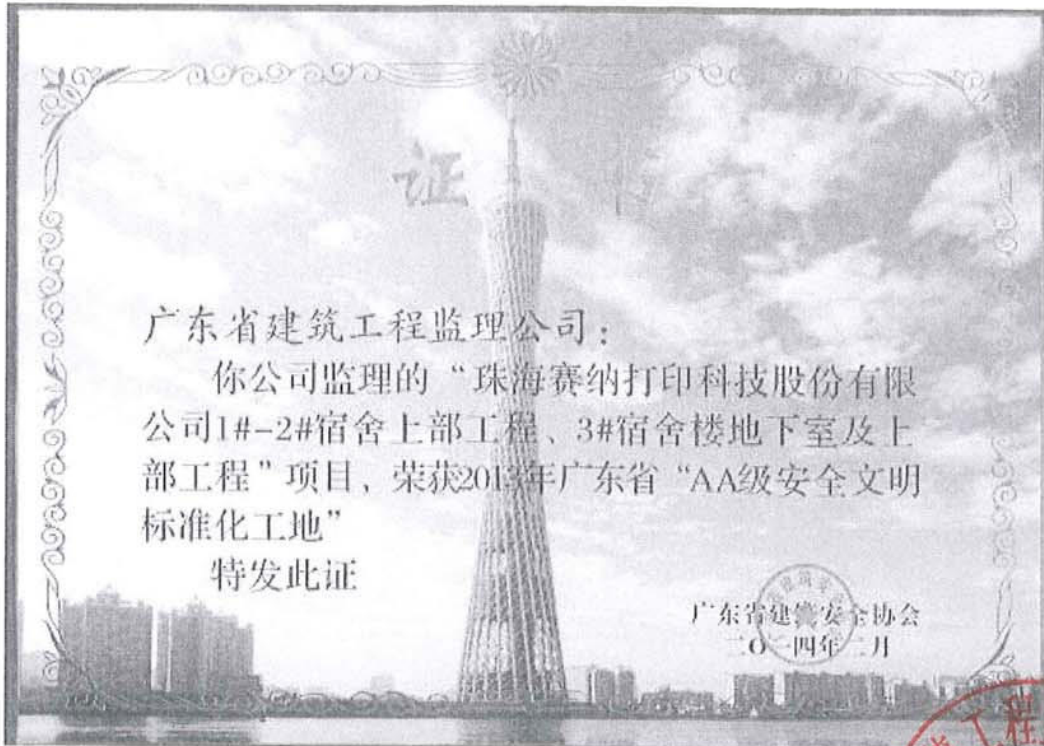 证
广东省建筑工程监理公司：
你公司监理的“珠海赛纳打印科技股份有限
公司1#-2#宿舍上部工程、3#宿舍楼地下室及上
部工程”项目，荣获2013年广东省“AA级安全文明
标准化工地”
特发此证
广东省建筑安全协会
二〇一四年二月
工程